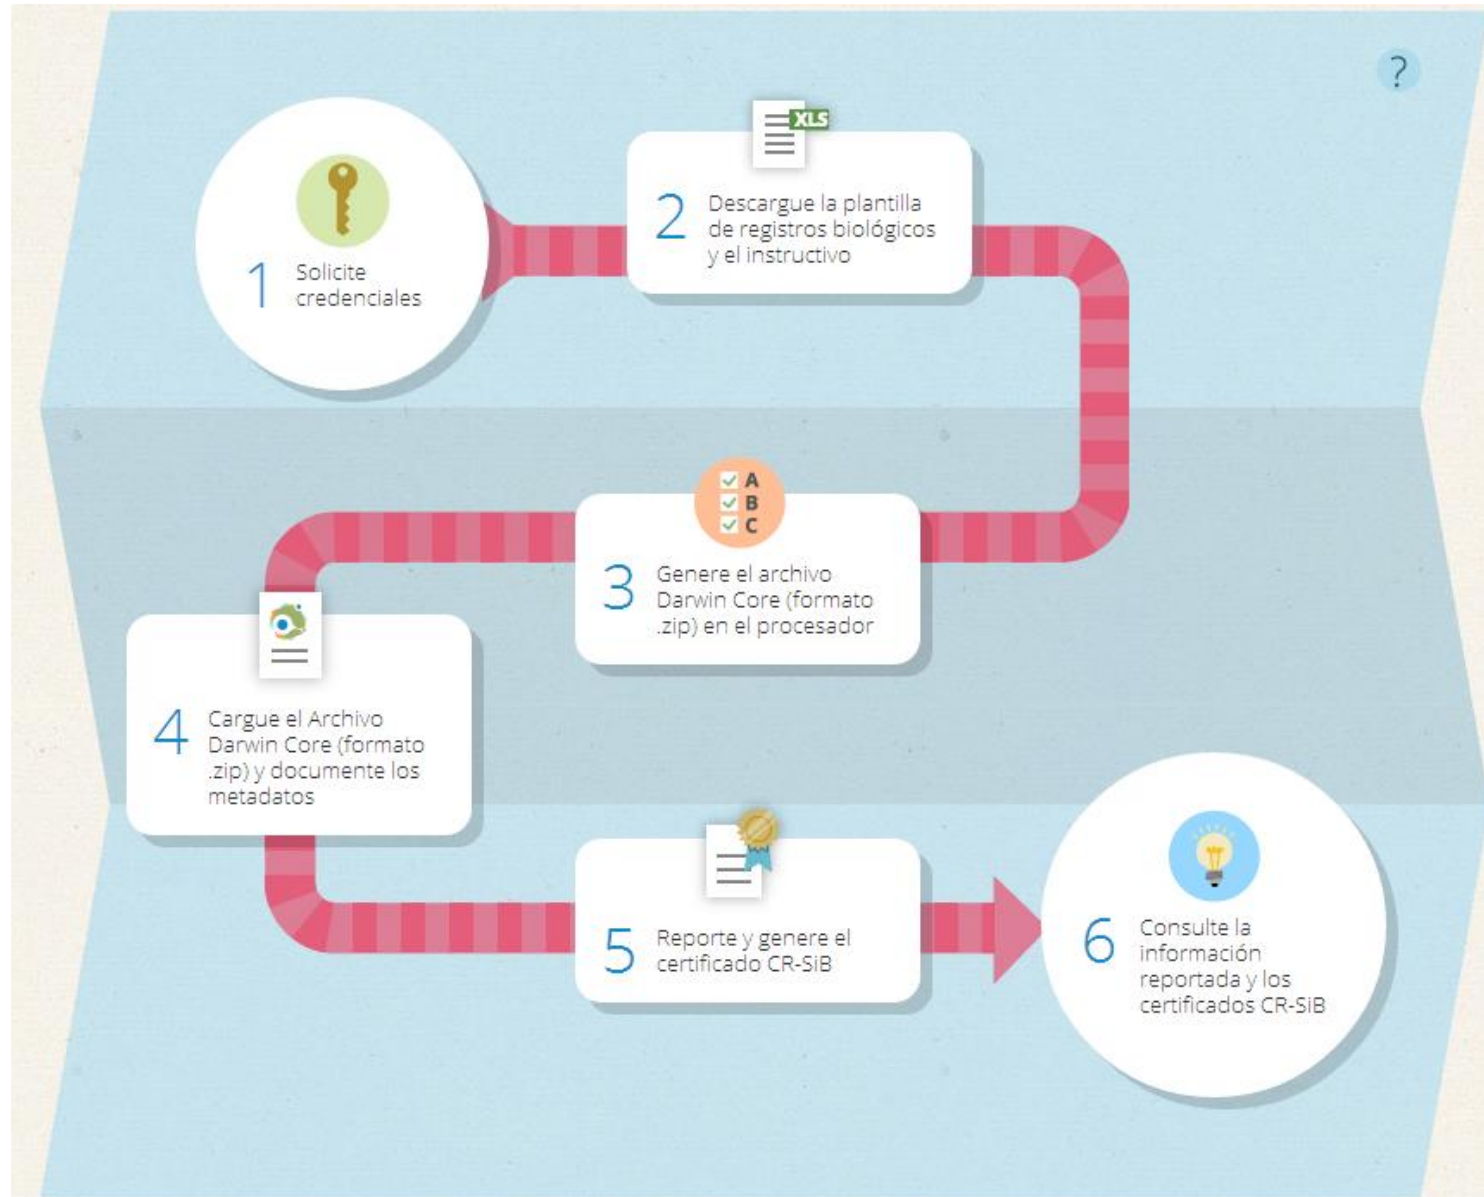 ?
XLS
1
Solicite
credenciales
2
Descargue la plantilla
de registros biológicos
y el instructivo
A
B
C
3
Genere el archivo
Darwin Core (formato
.zip) en el procesador
4
Cargue el Archivo
Darwin Core (formato
.zip) y documente los
metadatos
5
Reporte y genere el
certificado CR-SiB
6
Consulte la
información
reportada y los
certificados CR-SiB